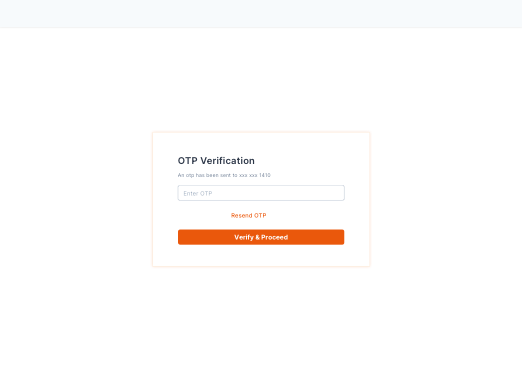 OTP Verification
An otp has been sent to xxx xxx 1410
Enter OTP
Resend OTP
Verify & Proceed